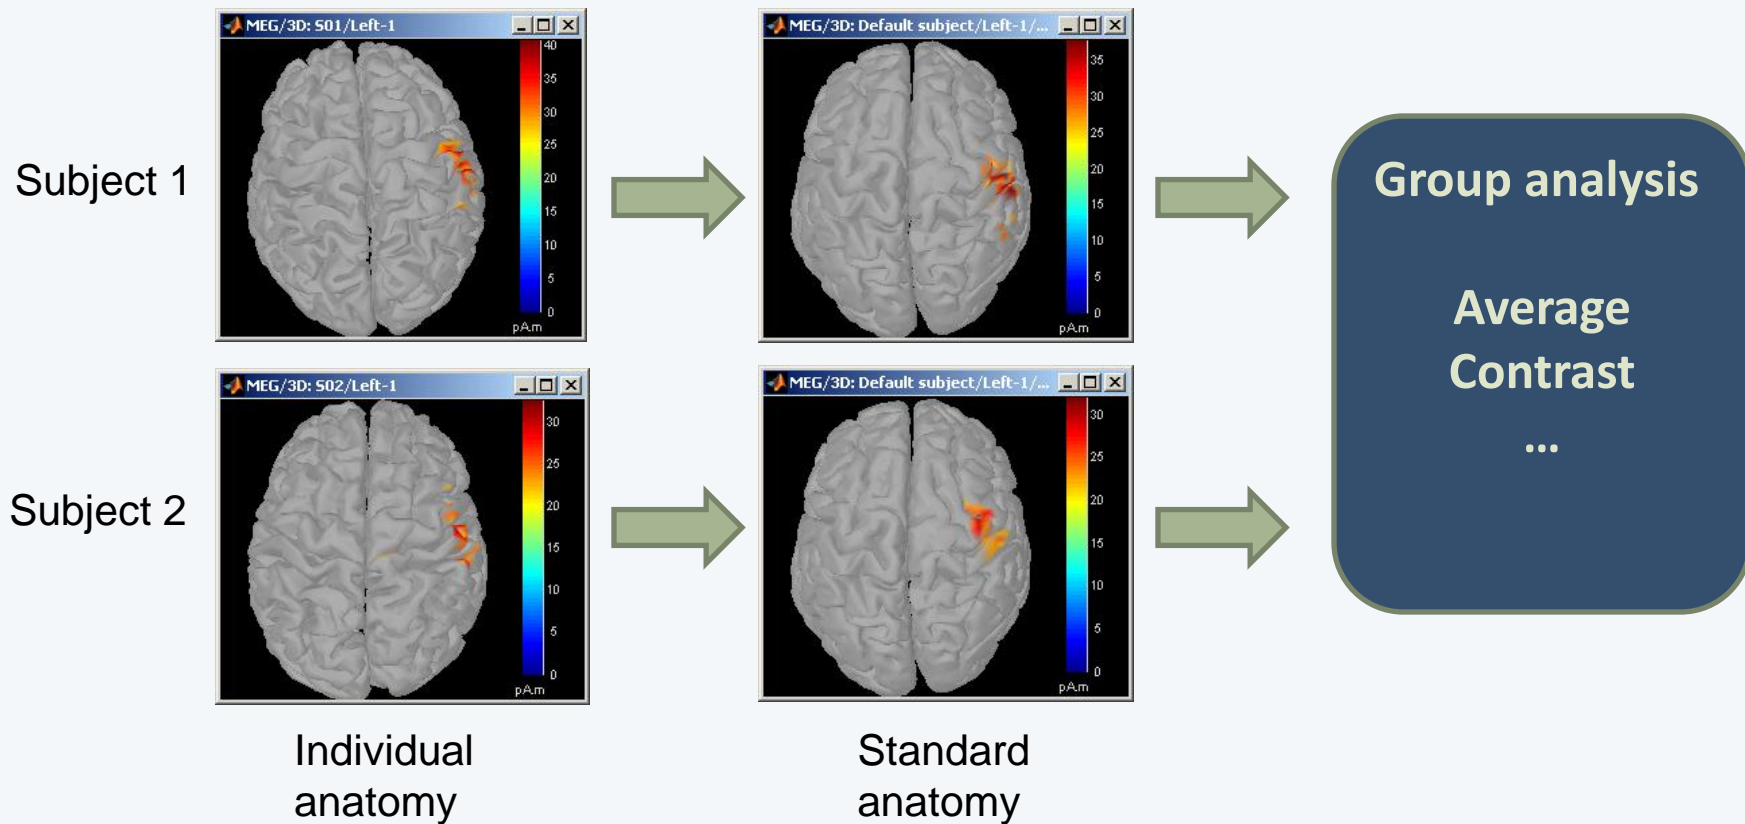 MEG/3D: S01/Left-1
40
35
30
25
20
15
10
5
0
pA.m
MEG/3D: Default subject/Left-1/...
35
30
25
20
15
10
5
0
pA.m
Subject 1
Group analysis
Average
Contrast
...
MEG/3D: S02/Left-1
30
25
20
15
10
5
0
pA.m
MEG/3D: Default subject/Left-1/...
30
25
20
15
10
5
0
pA.m
Subject 2
Individual
anatomy
Standard
anatomy